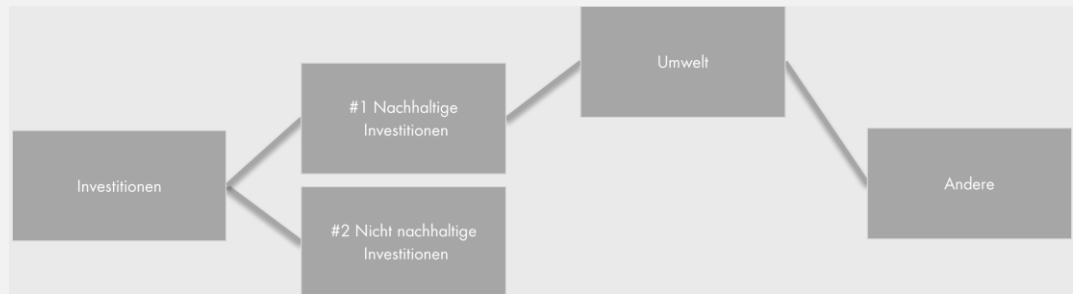 Investitionen
#1 Nachhaltige
Investitionen
#2 Nicht nachhaltige
Investitionen
Umwelt
Andere